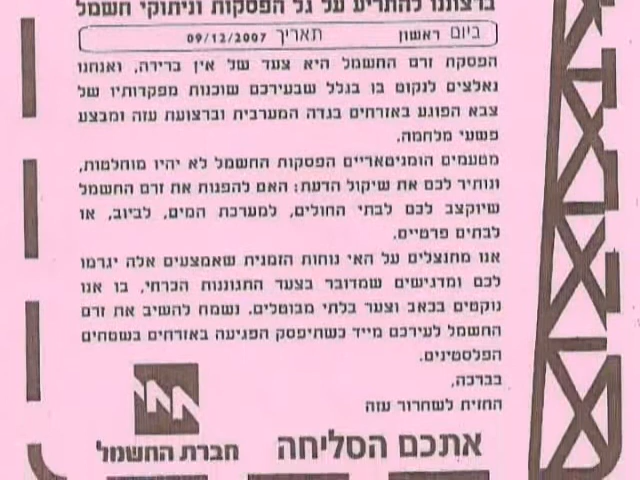 ברצוננו להתריע על גל הפסקות וניתוקי חשמל
ביום ראשון תאריך 09/12/2007
הפסקת זרם החשמל היא צעד של אין ברירה, ואנחנו
נאלצים לנקוט בו בגלל שבעירכם שוכנות מפקדותיו של
צבא הפוגע באזרחים בגדה המערבית וברצועת עזה ומבצע
פשעי מלחמה.
מטעמים הומניטאריים הפסקות החשמל לא יהיו מוחלטות,
ונותיר לכם את שיקול הדעת: האם להפנות את זרם החשמל
שיוקצב לכם לבתי החולים, למערכת המים, לביוב, או
לבתים פרטיים.
אנו מתנצלים על האי נוחות הזמנית שאמצעים אלה יגרמו
לכם ומדגישים שמדובר בצעד התגוננות הכרחי, בו אנו
נוקטים בכאב וצער בלתי מבוטלים. נשמח להשיב את זרם
החשמל לעירכם מייד כשתיפסק הפגיעה באזרחים בשטחים
הפלסטינים.
בברכה,
החזית לשחרור עזה
אתכם הסליחה
חברת החשמל